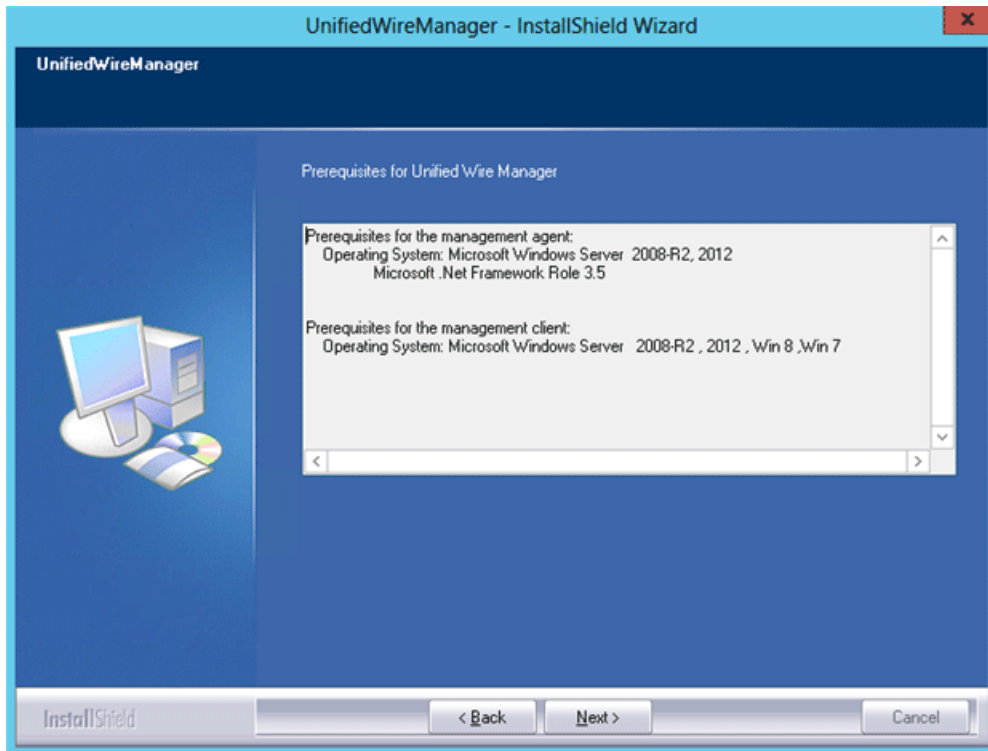 UnifiedWireManager - InstallShield Wizard
x
UnifiedWireManager
Prerequisites for Unified Wire Manager
Prerequisites for the management agent:
Operating System: Microsoft Windows Server 2008-R2, 2012
Microsoft .Net Framework Role 3.5
Prerequisites for the management client:
Operating System: Microsoft Windows Server 2008-R2 , 2012 , Win 8 ,Win 7
InstallShield
< Back
Next >
Cancel